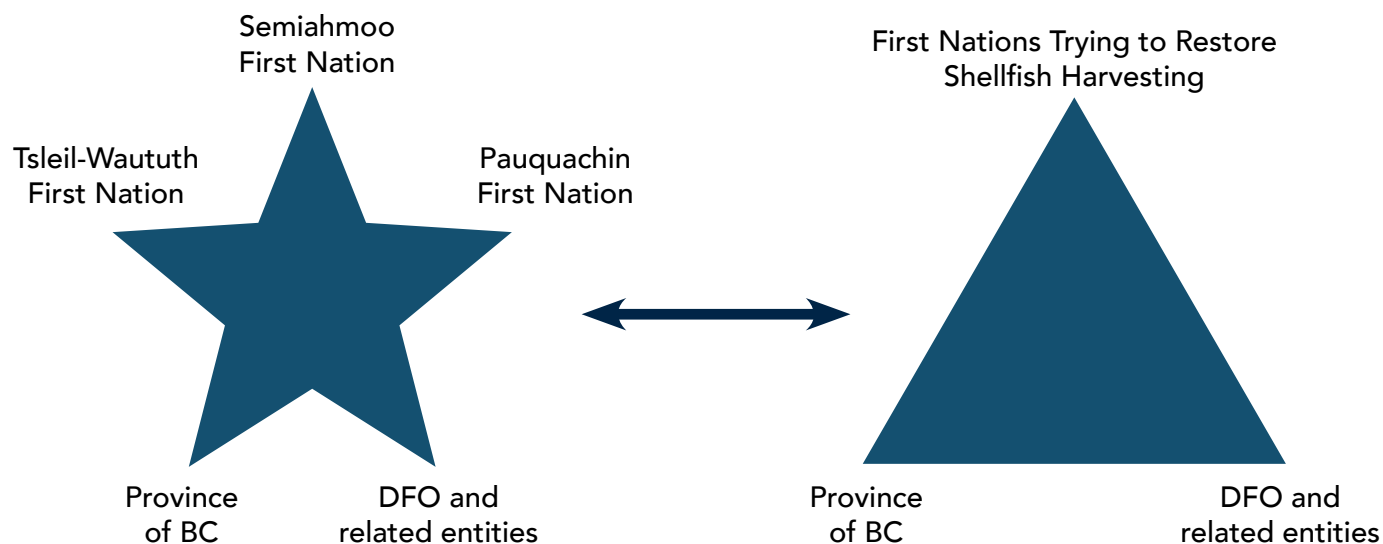 Semiahmoo
First Nation
Tsleil-Waututh
First Nation
Pauquachin
First Nation
Province
of BC
DFO and
related entities
First Nations Trying to Restore
Shellfish Harvesting
Province
of BC
DFO and
related entities